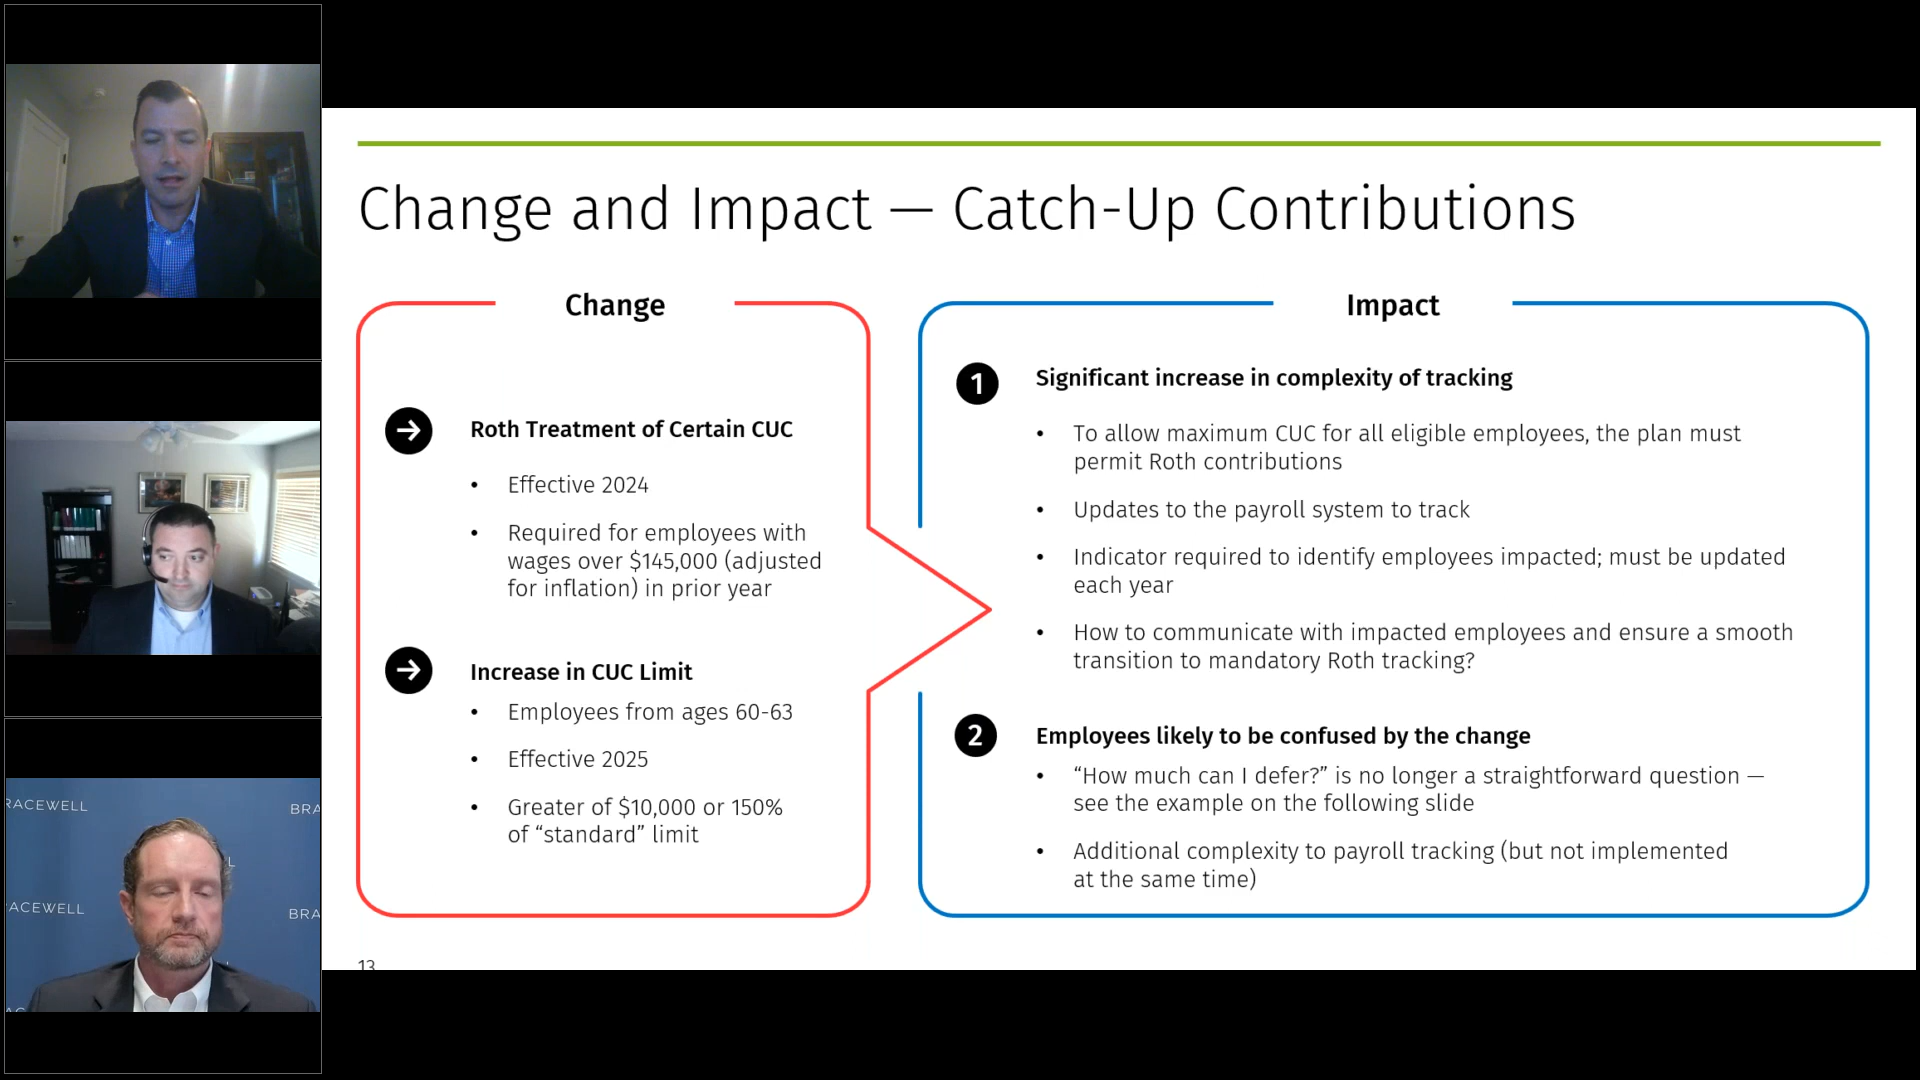 Change and Impact — Catch-Up Contributions
Change
Roth Treatment of Certain CUC
• Effective 2024
• Required for employees with
wages over $145,000 (adjusted
for inflation) in prior year
Increase in CUC Limit
• Employees from ages 60-63
• Effective 2025
• Greater of $10,000 or 150%
of “standard” limit
Impact
1 Significant increase in complexity of tracking
• To allow maximum CUC for all eligible employees, the plan must
permit Roth contributions
• Updates to the payroll system to track
• Indicator required to identify employees impacted; must be updated
each year
• How to communicate with impacted employees and ensure a smooth
transition to mandatory Roth tracking?
2 Employees likely to be confused by the change
• “How much can I defer?” is no longer a straightforward question —
see the example on the following slide
• Additional complexity to payroll tracking (but not implemented
at the same time)
13
RACEWELL BRA
L
ACEWELL BRA